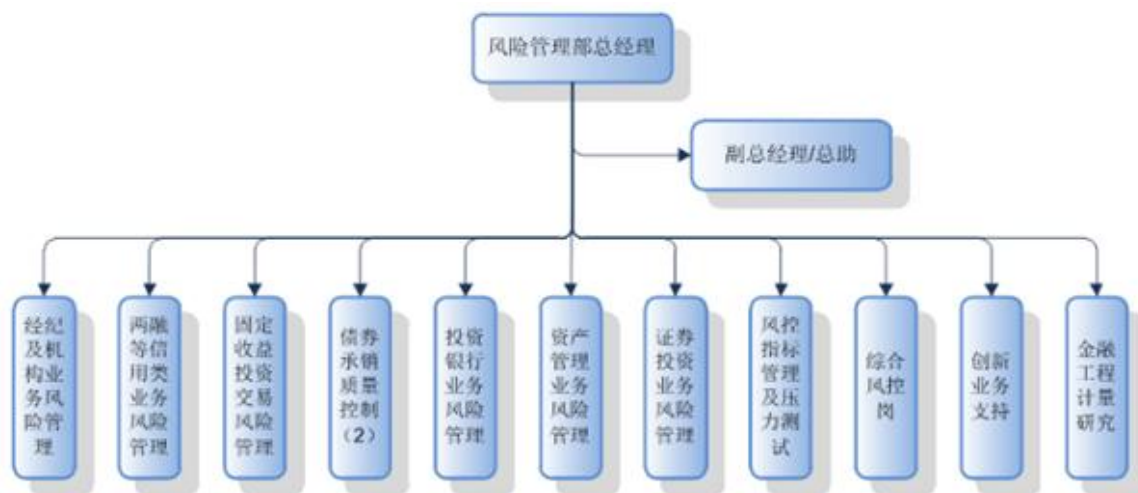 风险管理部总经理
副总经理/总助
经纪
及机
构业
务风
险管
理
两融
等信
用类
业务
风险
管理
固定
收益
投资
交易
风险
管理
债券
承销
质量
控制
（2）
投资
银行
业务
风险
管理
资产
管理
业务
风险
管理
证券
投资
业务
风险
管理
风控
指标
管理
及压
力测
试
综合
风控
岗
创新
业务
支持
金融
工程
计量
研究